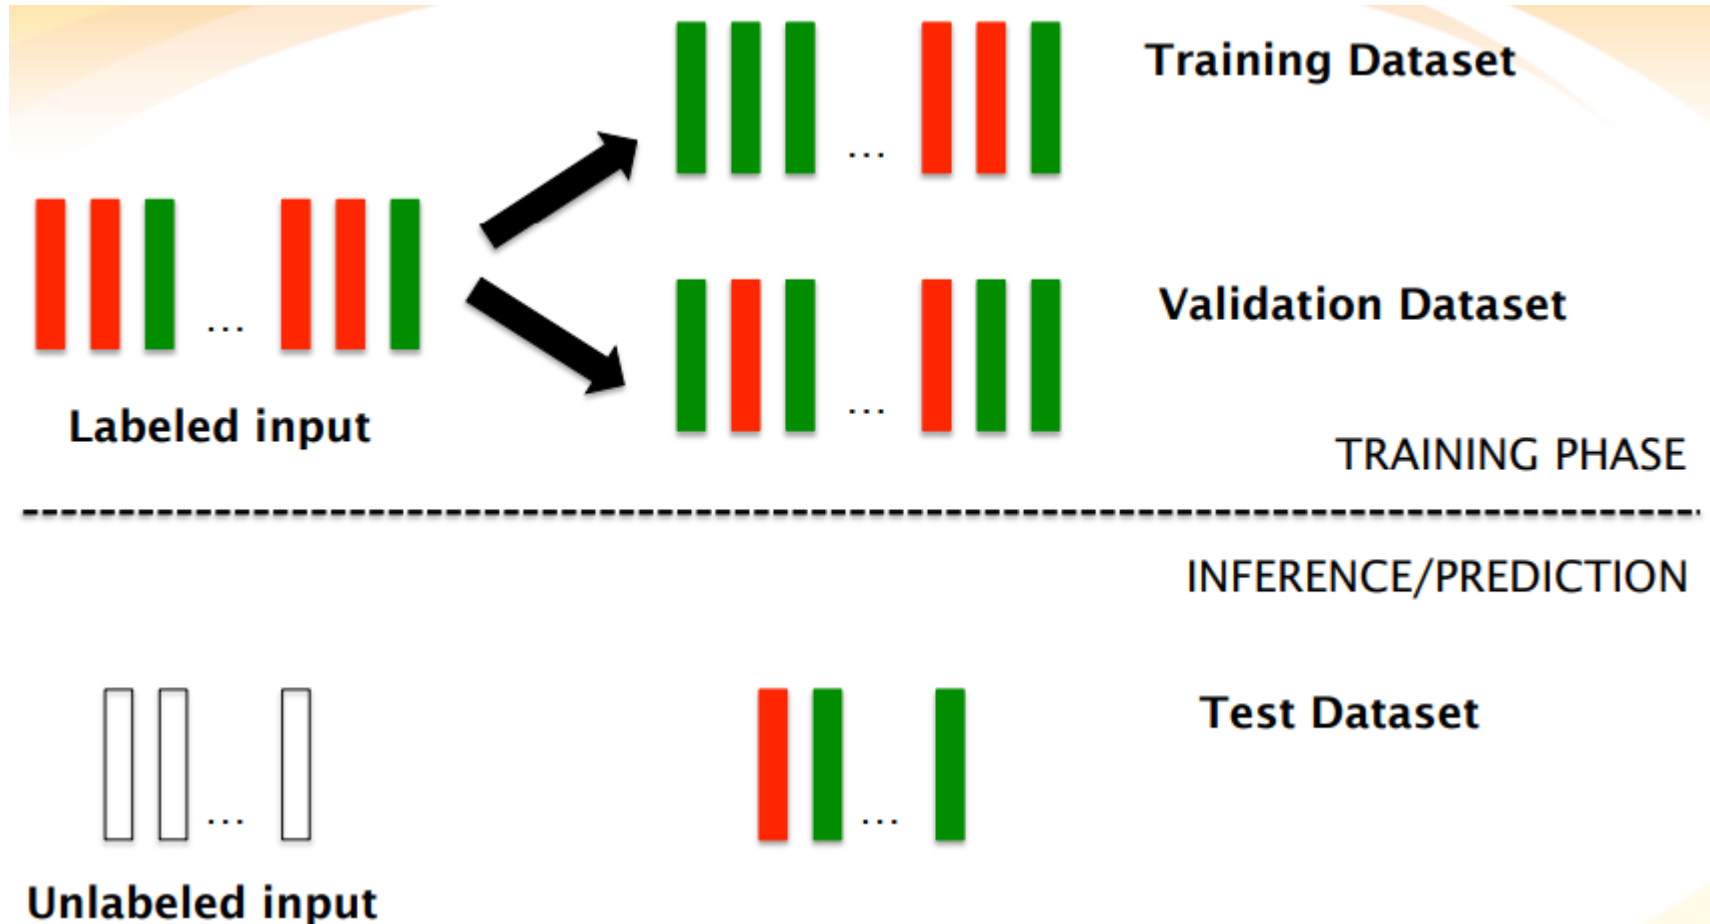 Training Dataset
...
...
Labeled input
Validation Dataset
...
TRAINING PHASE
INFERENCE/PREDICTION
Test Dataset
...
...
Unlabeled input